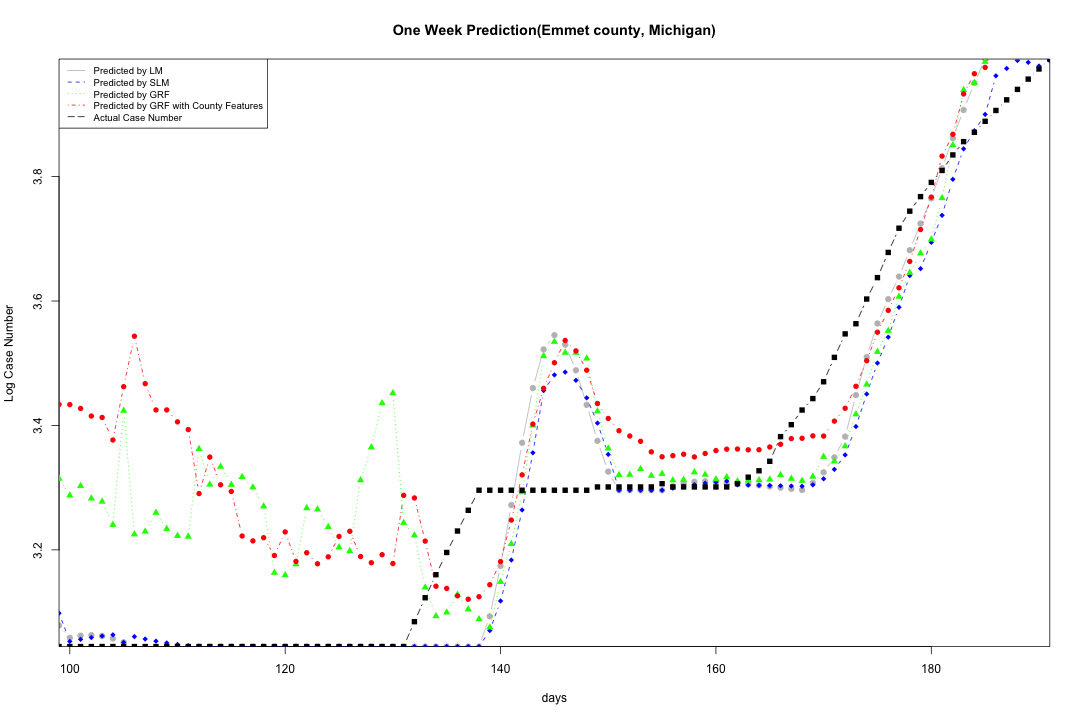 One Week Prediction(Emmet county, Michigan)
Predicted by LM
Predicted by SLM
Predicted by GRF
Predicted by GRF with County Features
Actual Case Number
Log Case Number
3.8
3.6
3.4
3.2
100 120 140 160 180
days